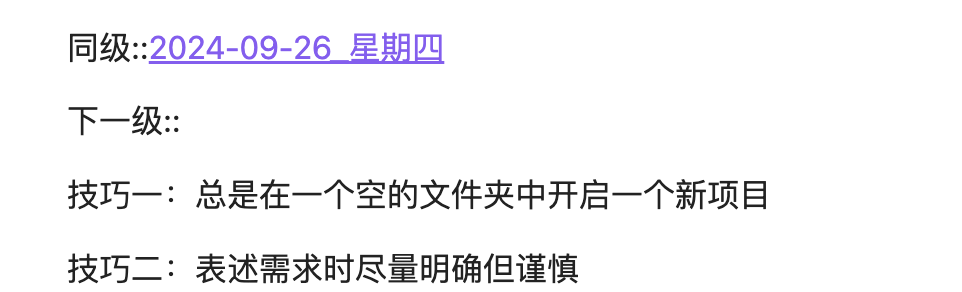 同级::2024-09-26_星期四
下一级::
技巧一：总是在一个空的文件夹中开启一个新项目
技巧二：表述需求时尽量明确但谨慎